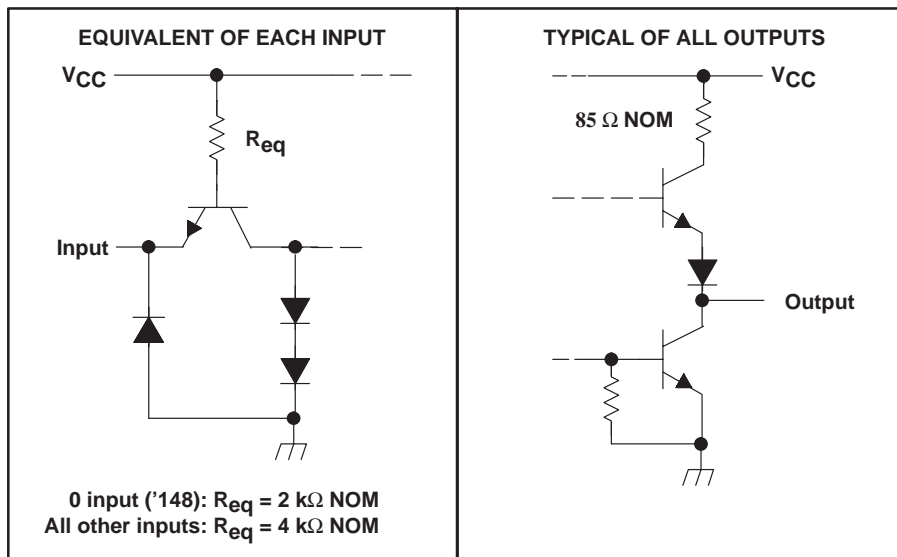 EQUIVALENT OF EACH INPUT
VCC
Req
Input
0 input ('148): Req = 2 kΩ NOM
All other inputs: Req = 4 kΩ NOM
TYPICAL OF ALL OUTPUTS
VCC
85 Ω NOM
Output